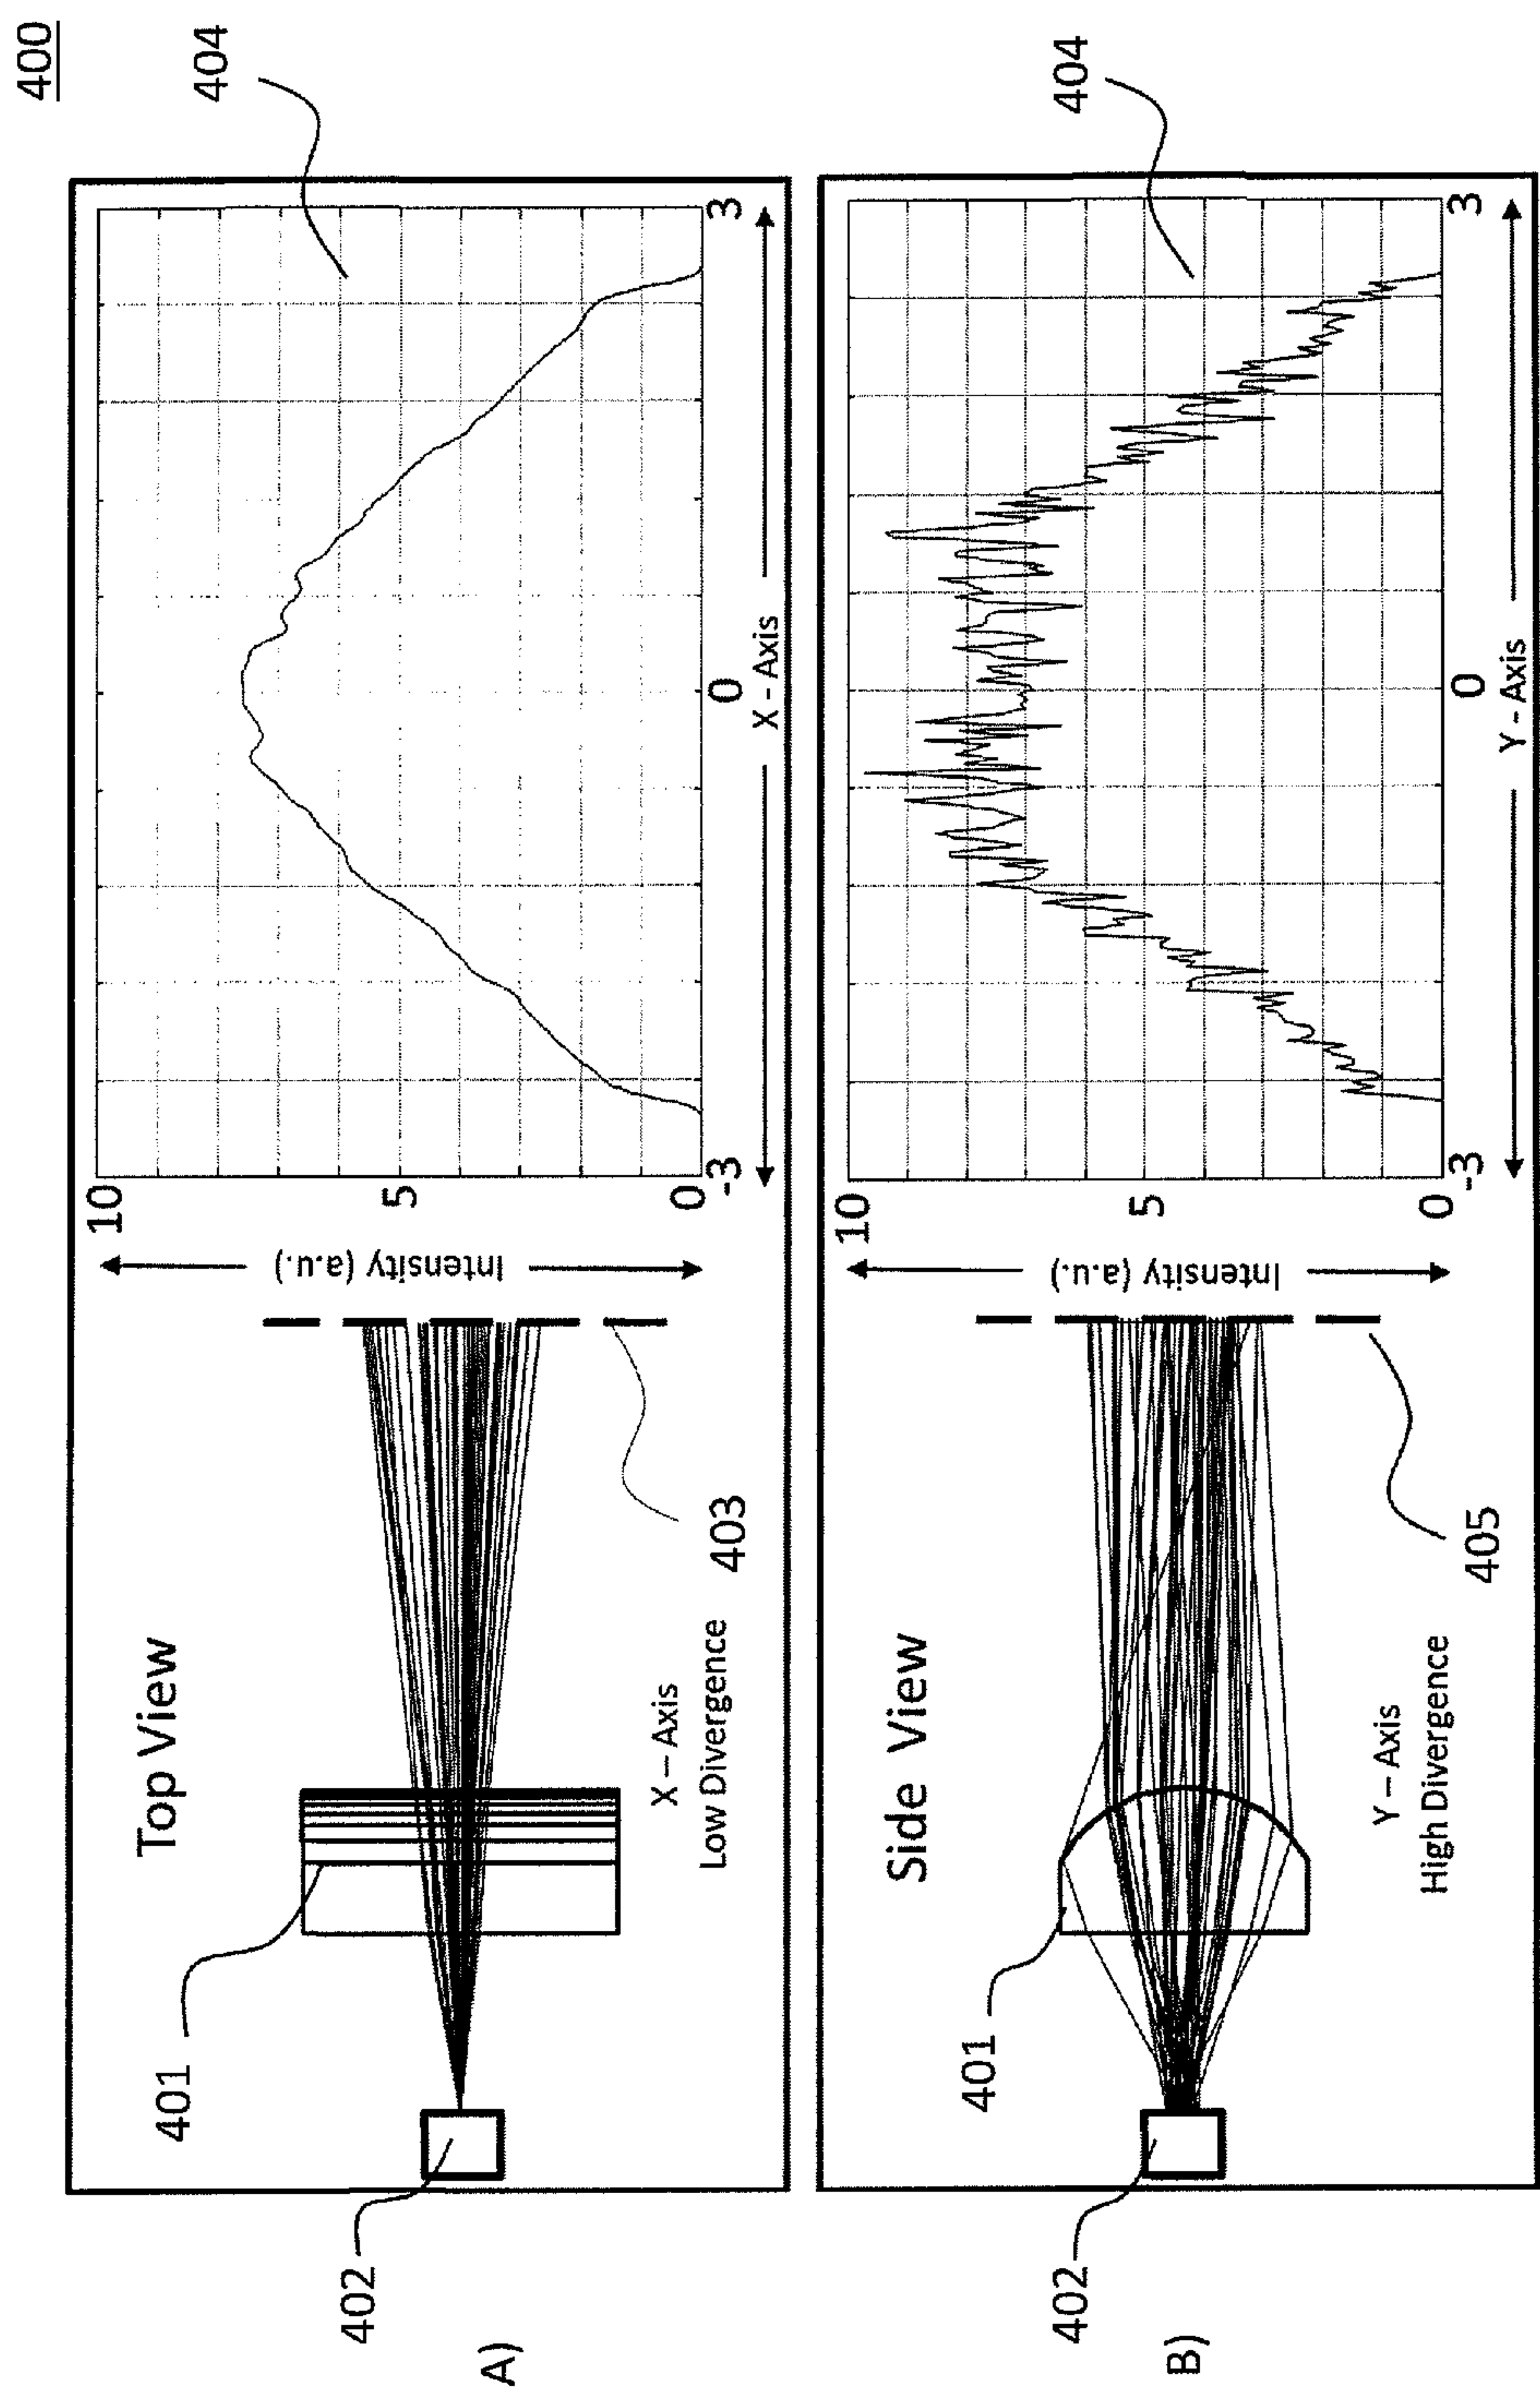 400
A)
402
401
Top View
X – Axis
Low Divergence
403
404
Intensity (a.u.)
10
5
0
-3
0
3
X - Axis
B)
402
401
Side View
Y – Axis
High Divergence
405
404
Intensity (a.u.)
10
5
0
-3
0
3
Y - Axis